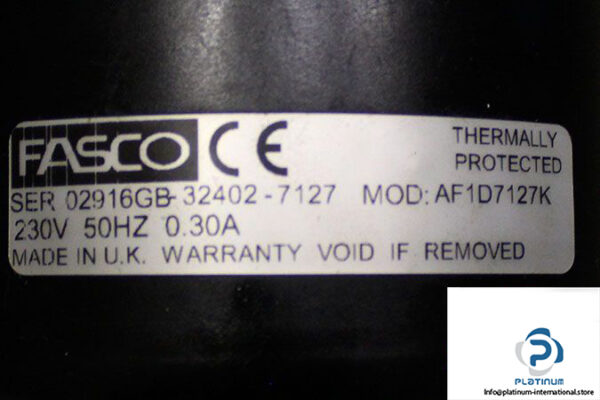 FASCO CE THERMALLY
PROTECTED
SER 02916GB-32402-7127 MOD: AF1D7127K
230V 50HZ 0.30A
MADE IN U.K. WARRANTY VOID IF REMOVED
PLATINUM
Info@platinum-international.store